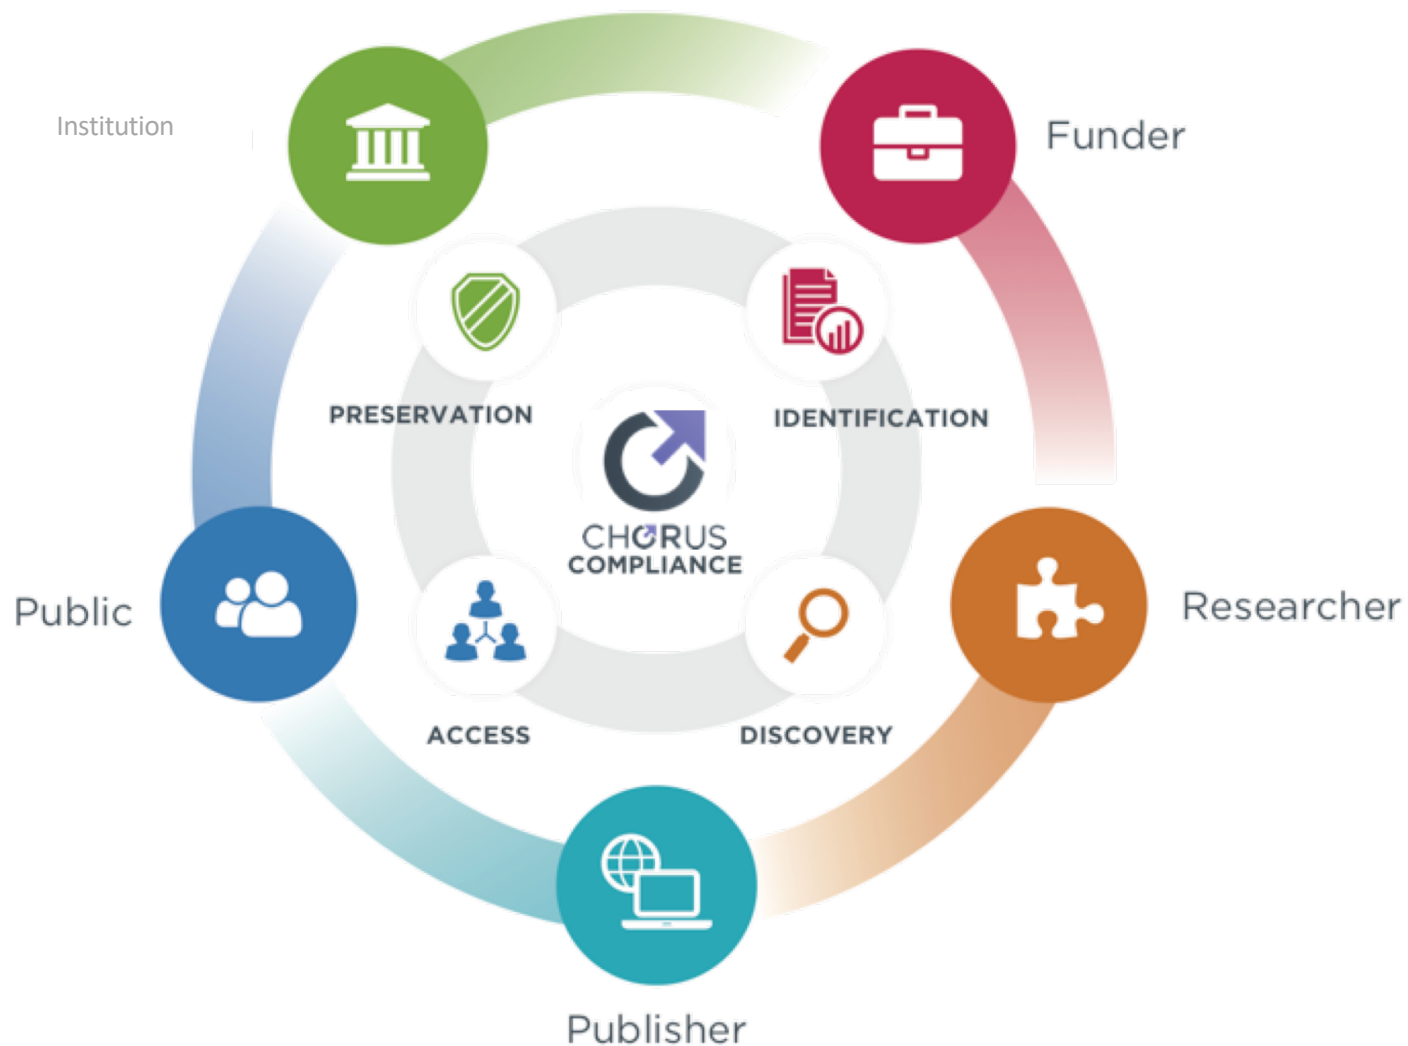 Institution
Funder
PRESERVATION
IDENTIFICATION
CHORUS
COMPLIANCE
Public
Researcher
ACCESS
DISCOVERY
Publisher